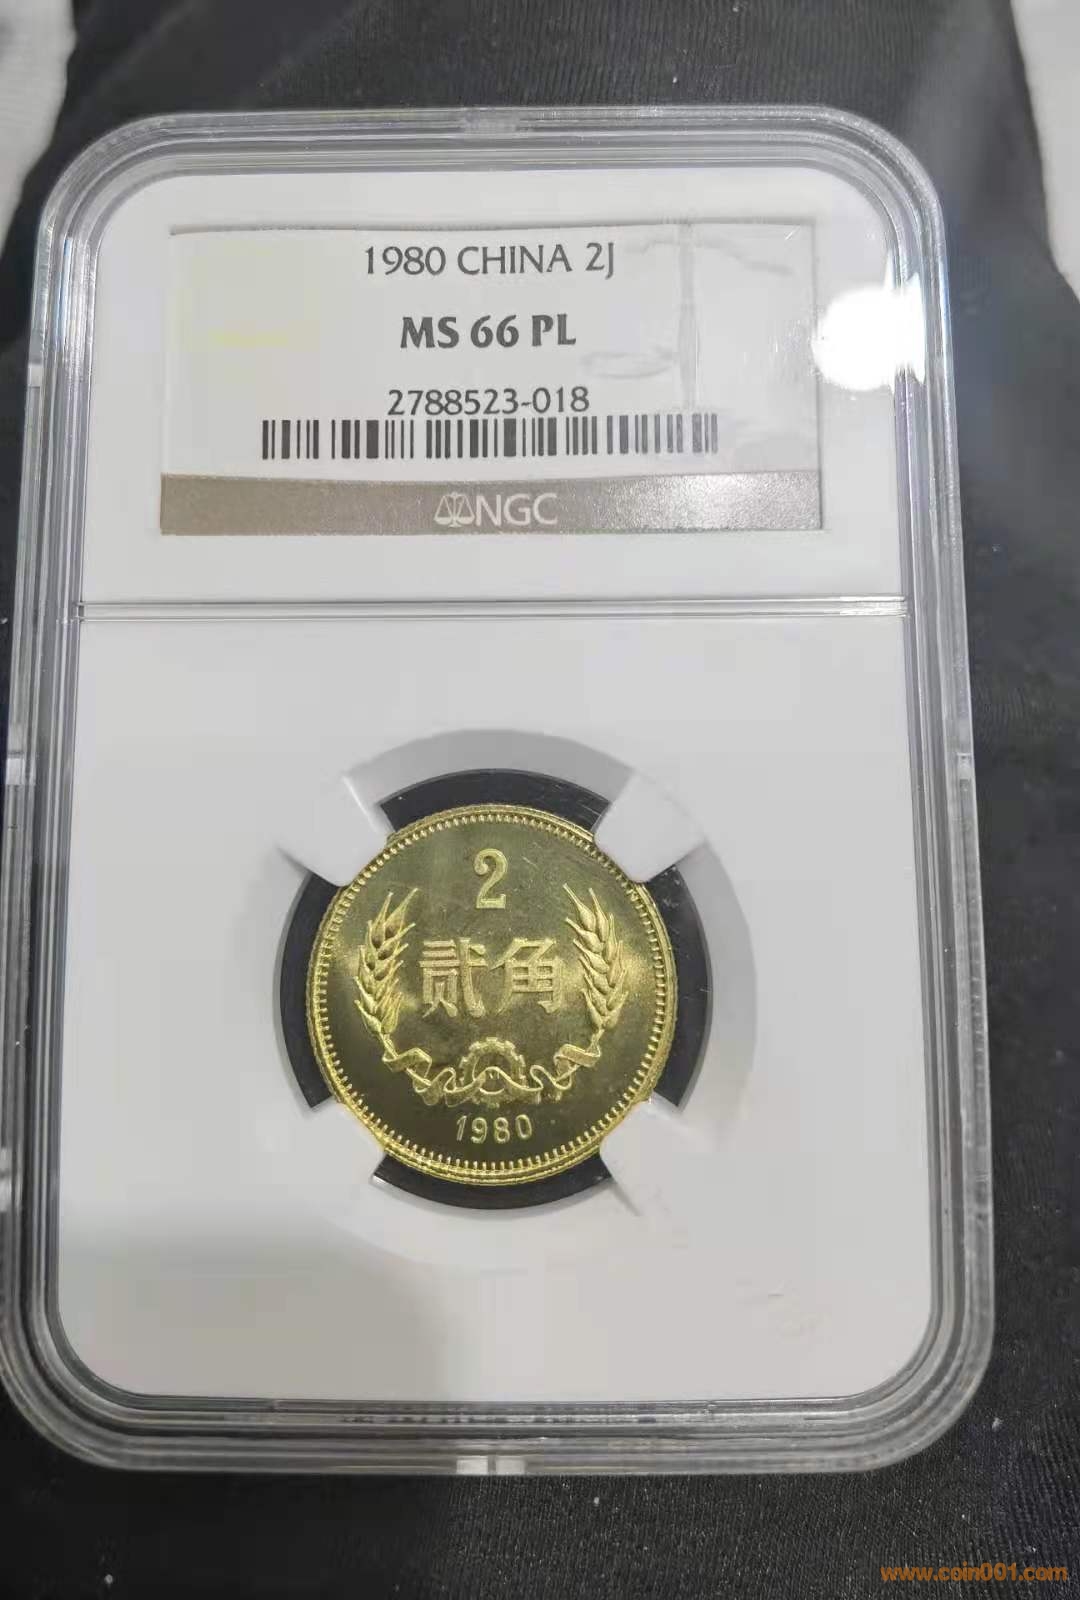 1980 CHINA 2J
MS 66 PL
2788523-018
NGC
2
贰角
1980
www.coin001.com